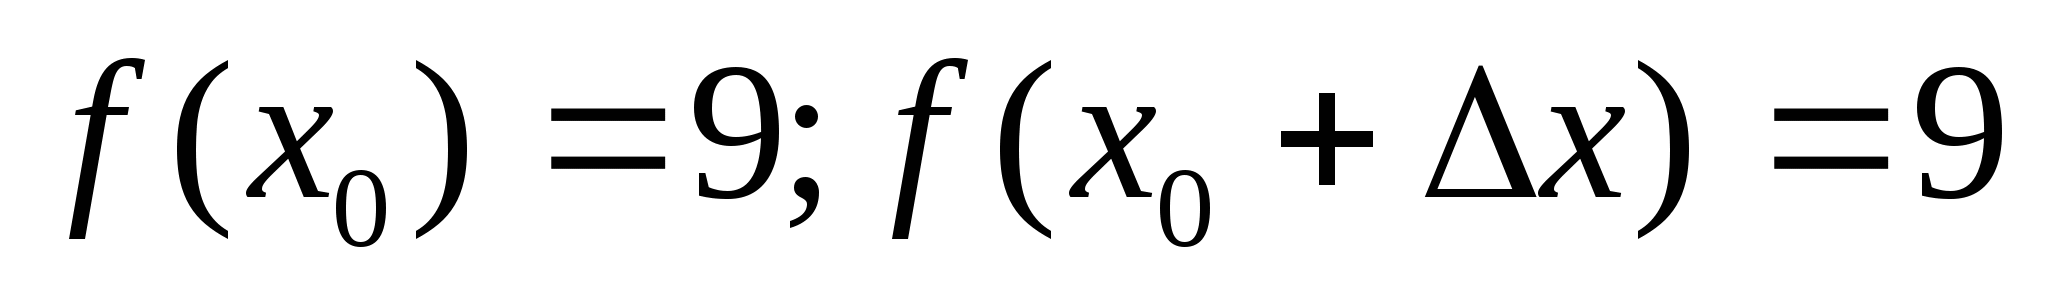 f(x₀) =9; f(x₀ + Δx) =9